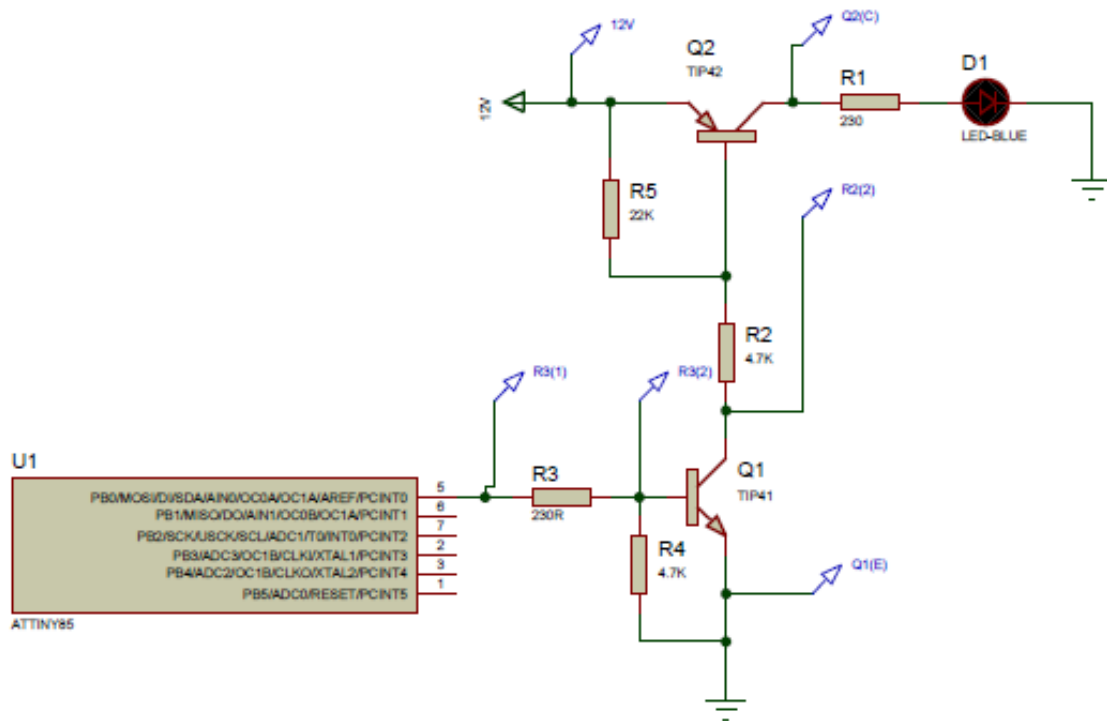 12V
Q2(C)
Q2
TIP42
R1
230
D1
LED-BLUE
12V
R5
22K
R2(2)
R2
4.7K
R3(1)
R3(2)
U1
PB0/MOSI/DI/SDA/AIN0/OC0A/OC1A/AREF/PCINT0
5
PB1/MISO/DO/AIN1/OC0B/OC1A/PCINT1
6
PB2/SCK/USCK/SCL/ADC1/T0/INT0/PCINT2
7
PB3/ADC3/OC1B/CLKI/XTAL1/PCINT3
2
PB4/ADC2/OC1B/CLKO/XTAL2/PCINT4
3
PB5/ADC0/RESET/PCINT5
1
ATTINY85
R3
230R
Q1
TIP41
R4
4.7K
Q1(E)